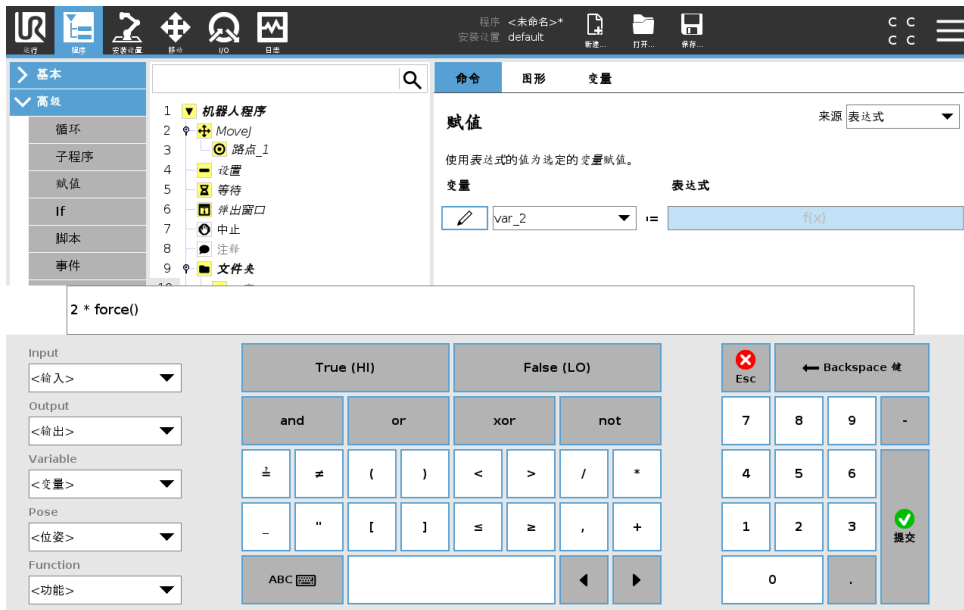 UR
程序 <未命名>*
安装设置 default
运行 程序 安装设置 移动 I/O 日志
新建... 打开... 保存...
C C
C C
基本
高级
循环
子程序
赋值
If
脚本
事件
1 机器人程序
2 MoveJ
3 路点_1
4 设置
5 等待
6 弹出窗口
7 中止
8 注释
9 文件夹
命令 图形 变量
赋值
来源 表达式
使用表达式的值为选定的变量赋值。
变量 表达式
var_2 := f(x)
2 * force()
Input
<输入>
Output
<输出>
Variable
<变量>
Pose
<位姿>
Function
<功能>
True (HI) False (LO)
and or xor not
≟ ≠ ( ) < > / *
_ " [ ] ≤ ≥ , +
ABC
Esc Backspace 键
7 8 9 -
4 5 6
1 2 3 提交
0 .